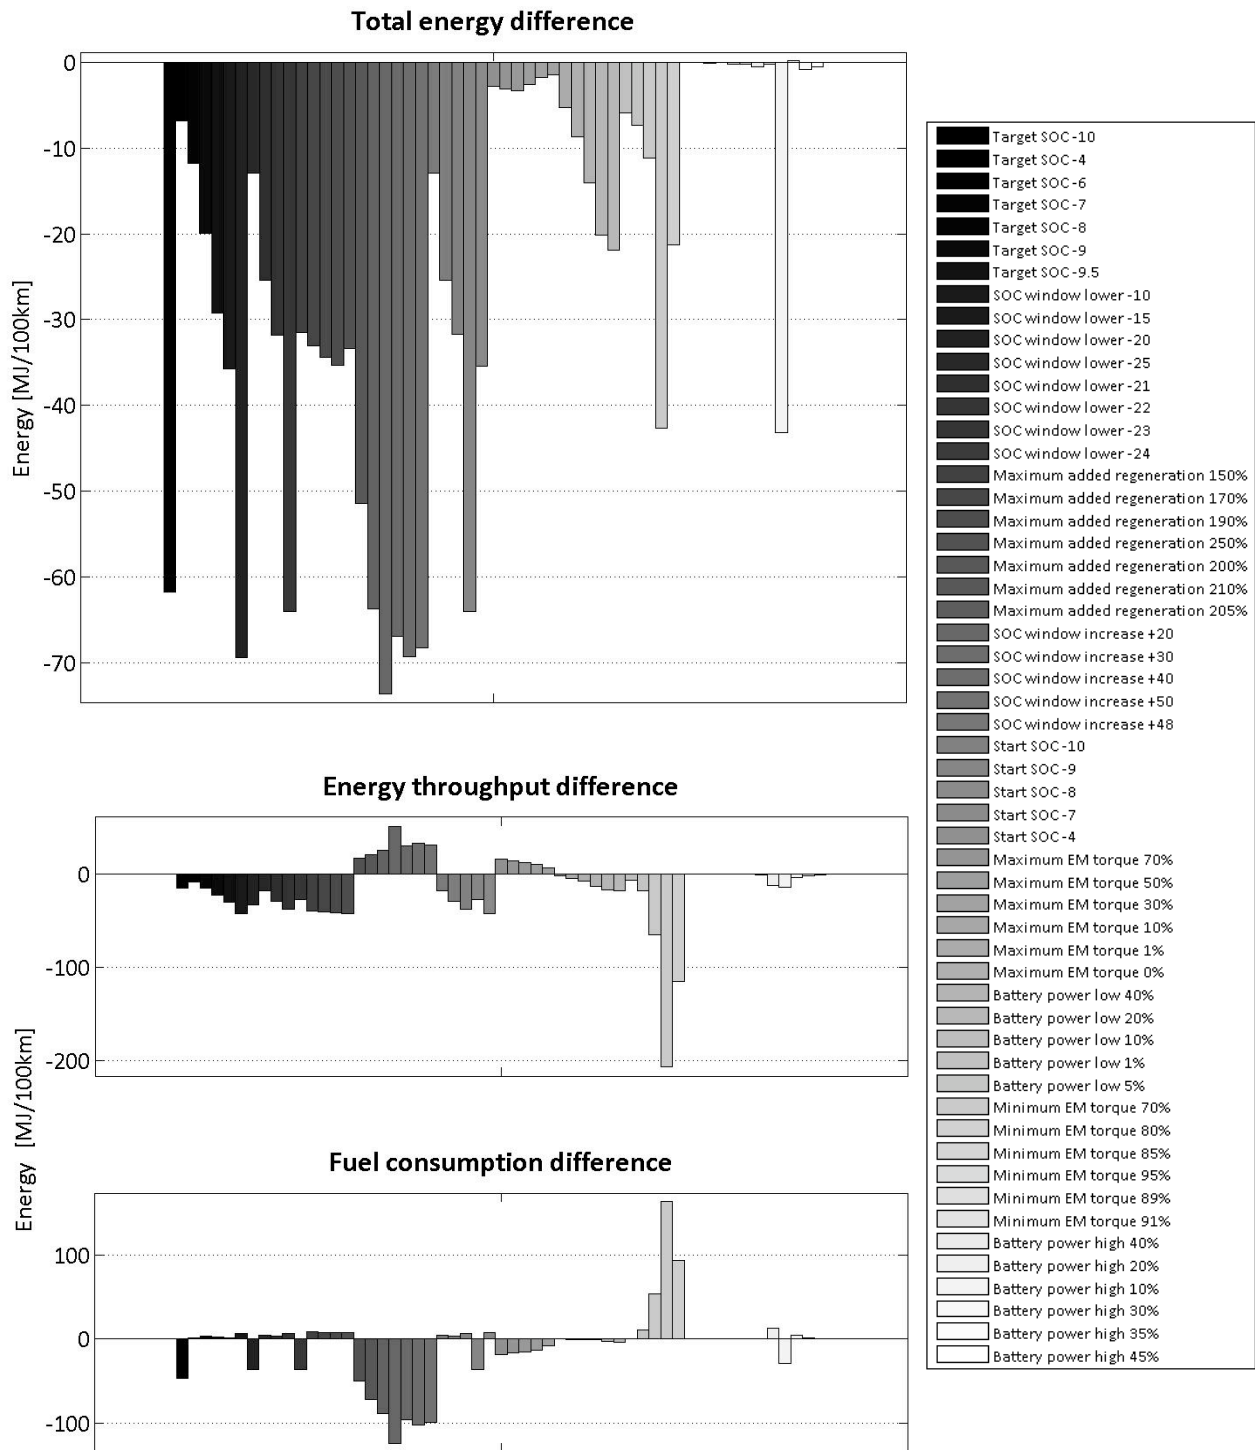 Total energy difference
0
-10
-20
-30
-40
-50
-60
-70
Energy [MJ/100km]
Target SOC -10
Target SOC -4
Target SOC -6
Target SOC -7
Target SOC -8
Target SOC -9
Target SOC -9.5
SOC window lower -10
SOC window lower -15
SOC window lower -20
SOC window lower -25
SOC window lower -21
SOC window lower -22
SOC window lower -23
SOC window lower -24
Maximum added regeneration 150%
Maximum added regeneration 170%
Maximum added regeneration 190%
Maximum added regeneration 250%
Maximum added regeneration 200%
Maximum added regeneration 210%
Maximum added regeneration 205%
SOC window increase +20
SOC window increase +30
SOC window increase +40
SOC window increase +50
SOC window increase +48
Start SOC -10
Start SOC -9
Start SOC -8
Start SOC -7
Start SOC -4
Maximum EM torque 70%
Maximum EM torque 50%
Maximum EM torque 30%
Maximum EM torque 10%
Maximum EM torque 1%
Maximum EM torque 0%
Battery power low 40%
Battery power low 20%
Battery power low 10%
Battery power low 1%
Battery power low 5%
Minimum EM torque 70%
Minimum EM torque 80%
Minimum EM torque 85%
Minimum EM torque 95%
Minimum EM torque 89%
Minimum EM torque 91%
Battery power high 40%
Battery power high 20%
Battery power high 10%
Battery power high 30%
Battery power high 35%
Battery power high 45%
Energy throughput difference
0
-100
-200
Energy [MJ/100km]
Fuel consumption difference
100
0
-100